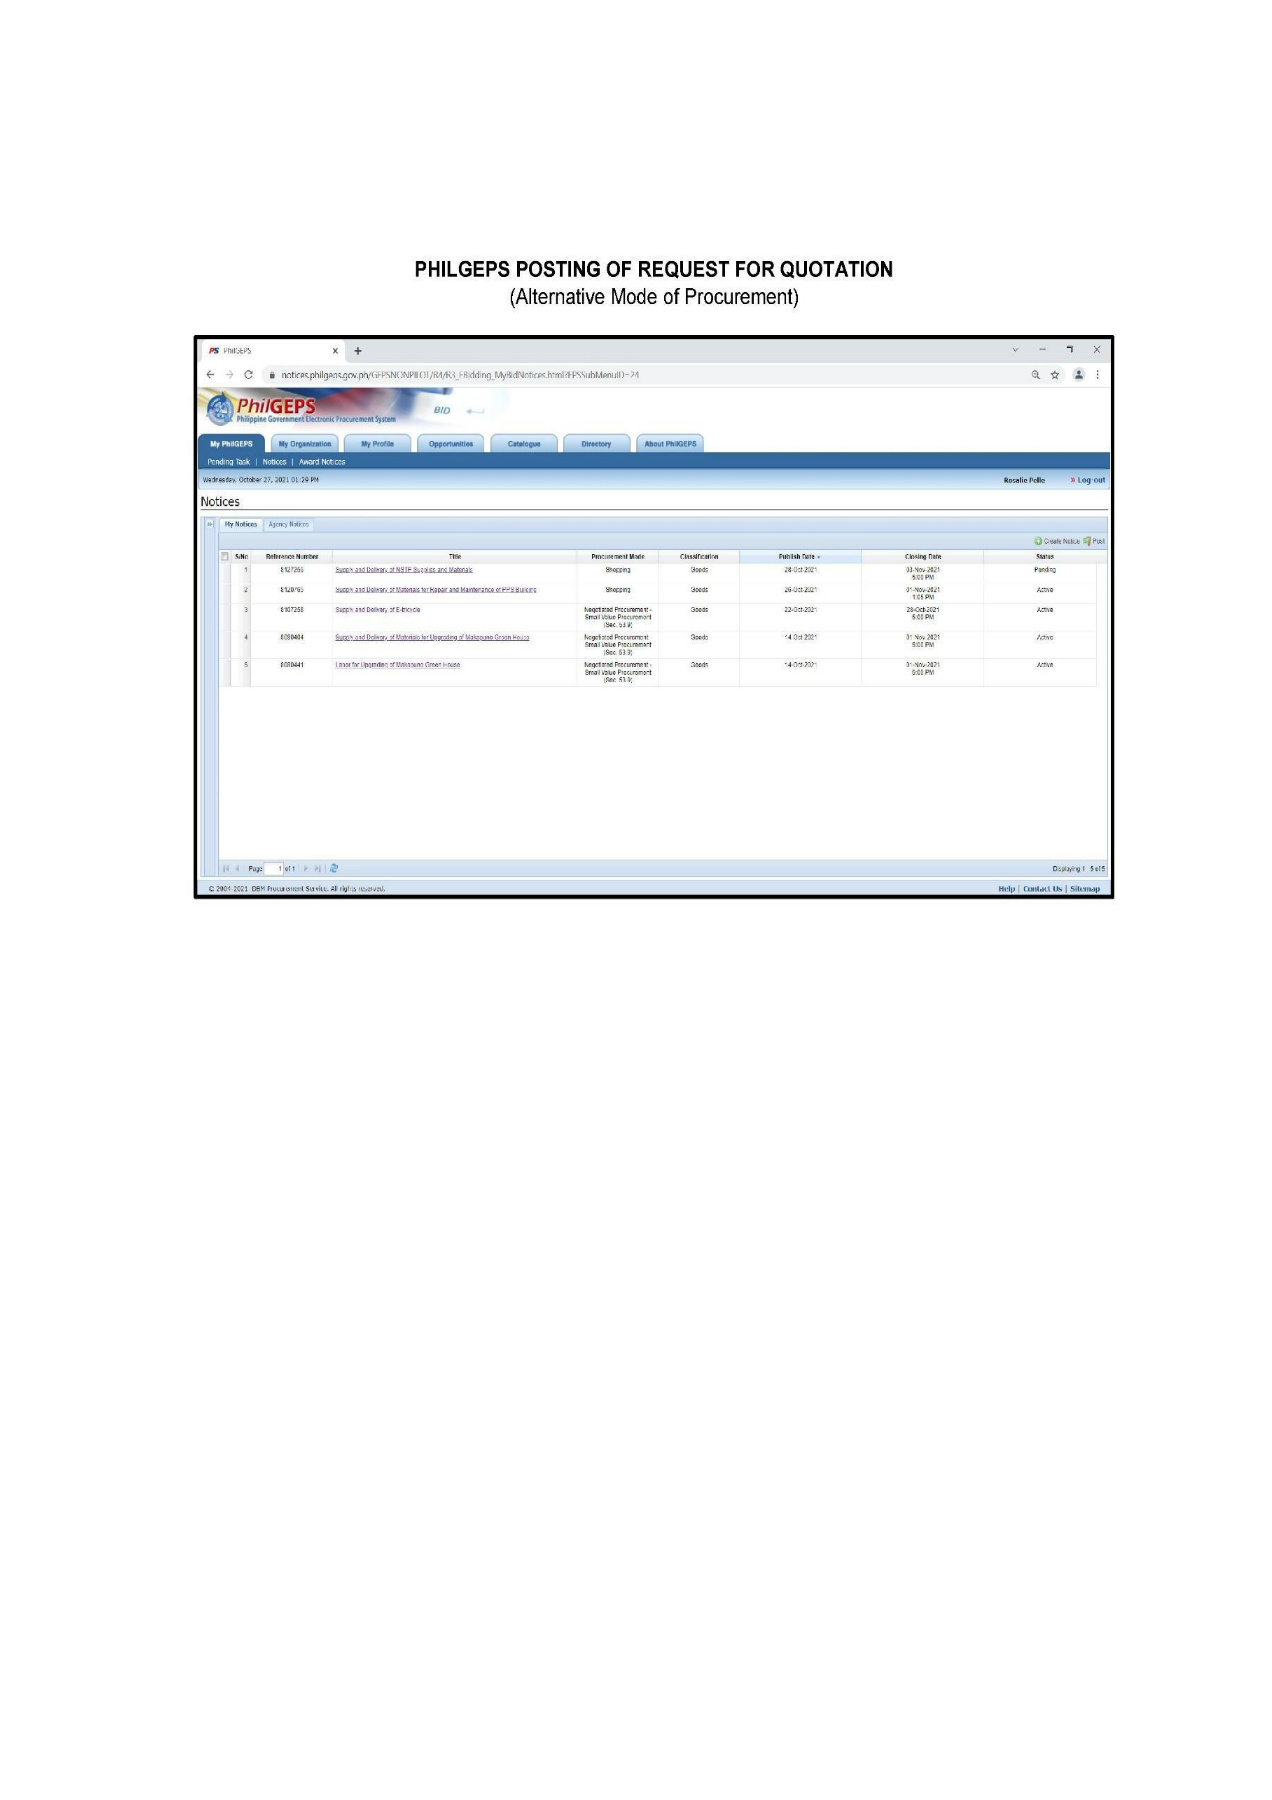 PHILGEPS POSTING OF REQUEST FOR QUOTATION
(Alternative Mode of Procurement)
PS PhilGEPS
notices.philgeps.gov.ph/GEPSNONPILOT/R4/R3_EBidding_MyBidNotices.html?EPSSubMenuID=24
PhilGEPS
Philippine Government Electronic Procurement System
BID
My PhilGEPS My Organization My Profile Opportunities Catalogue Directory About PhilGEPS
Pending Task | Notices | Award Notices
Wednesday, October 27, 2021 01:29 PM Rosalie Pelle » Log-out
Notices
My Notices Agency Notices
Create Notice Post
S/No Reference Number Title Procurement Mode Classification Publish Date Closing Date Status
1 8127266 Supply and Delivery of NSTP Supplies and Materials Shopping Goods 28-Oct-2021 03-Nov-2021 Pending
5:00 PM
2 8120765 Supply and Delivery of Materials for Repair and Maintenance of PPS Building Shopping Goods 26-Oct-2021 01-Nov-2021 Active
1:05 PM
3 8107258 Supply and Delivery of E-tricycle Negotiated Procurement - Goods 22-Oct-2021 28-Oct-2021 Active
Small Value Procurement 5:00 PM
(Sec. 53.9)
4 8080404 Supply and Delivery of Materials for Upgrading of Makapuno Green House Negotiated Procurement - Goods 14-Oct-2021 01-Nov-2021 Active
Small Value Procurement 5:00 PM
(Sec. 53.9)
5 8080441 Labor for Upgrading of Makapuno Green House Negotiated Procurement - Goods 14-Oct-2021 01-Nov-2021 Active
Small Value Procurement 5:00 PM
(Sec. 53.9)
Page 1 of 1 Displaying 1 - 5 of 5
© 2004-2021 DBM Procurement Service. All rights reserved. Help | Contact Us | Sitemap